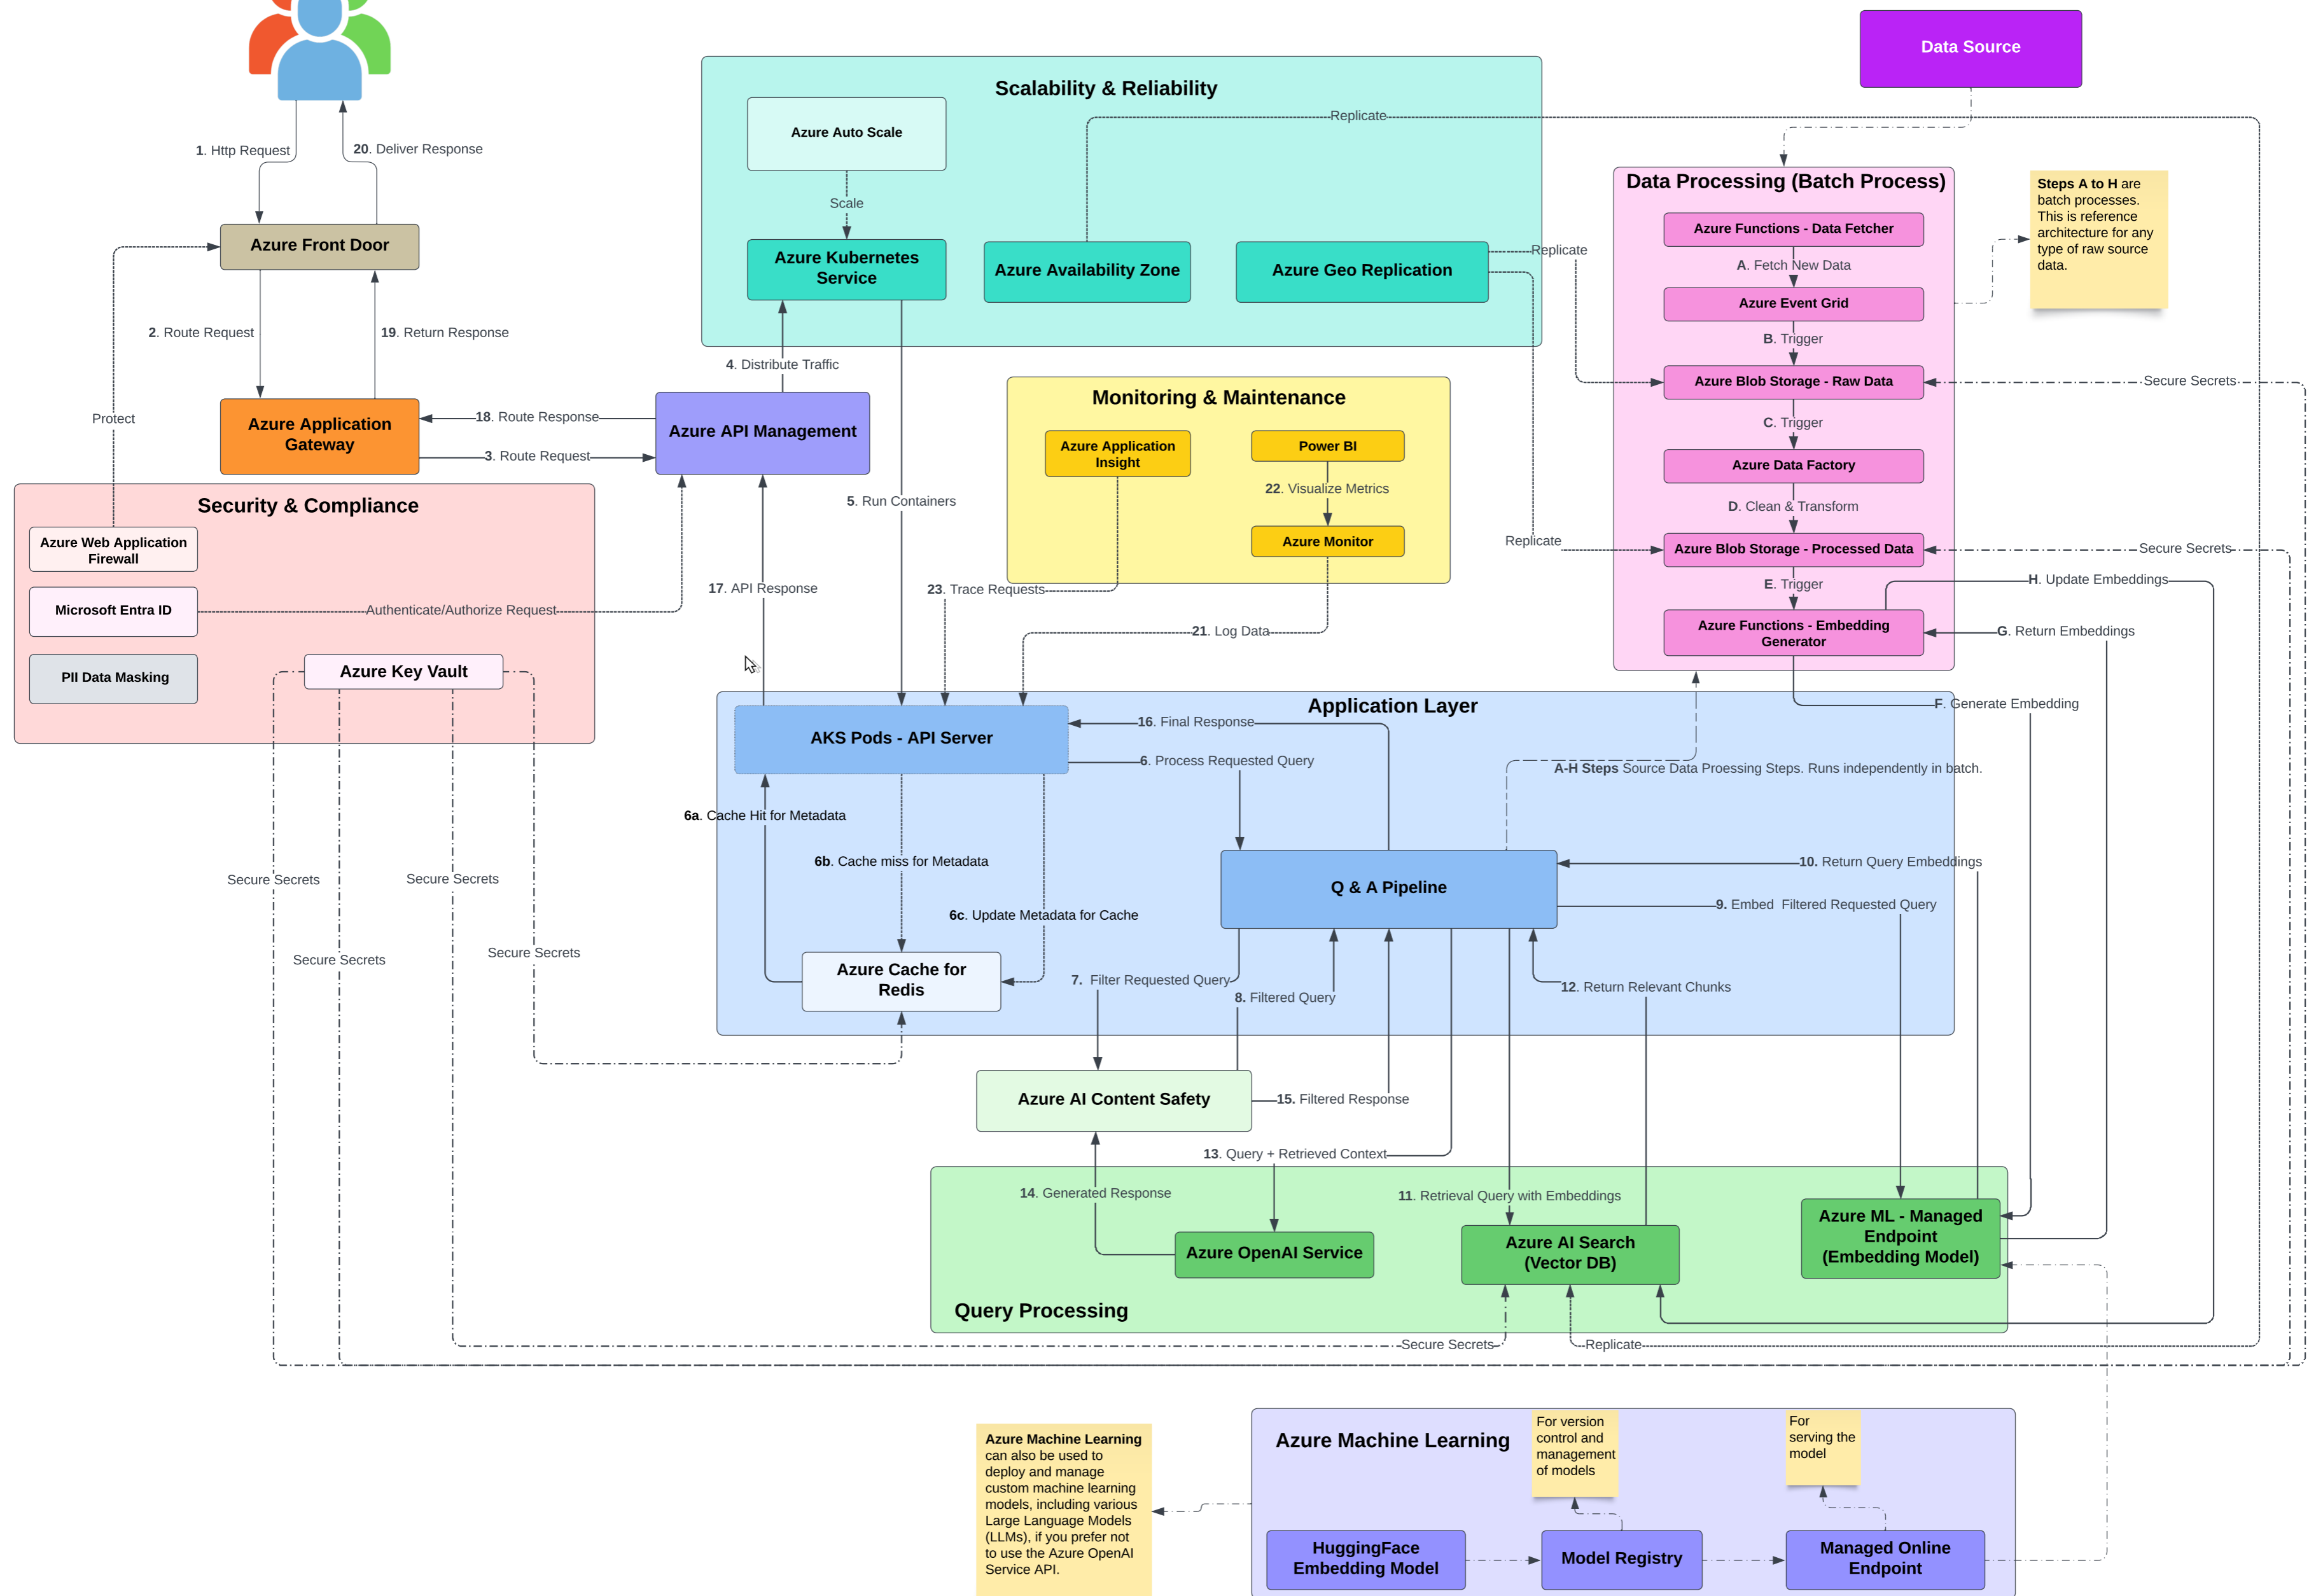 Data Source
Scalability & Reliability
Azure Auto Scale
Replicate
1. Http Request
20. Deliver Response
Scale
Azure Front Door
Azure Kubernetes
Service
Azure Availability Zone
Azure Geo Replication
Replicate
Replicate
Data Processing (Batch Process)
Azure Functions - Data Fetcher
A. Fetch New Data
Azure Event Grid
B. Trigger
Azure Blob Storage - Raw Data
C. Trigger
Azure Data Factory
D. Clean & Transform
Azure Blob Storage - Processed Data
E. Trigger
Azure Functions - Embedding
Generator
Steps A to H are
batch processes.
This is reference
architecture for any
type of raw source
data.
Secure Secrets
Secure Secrets
H. Update Embeddings
G. Return Embeddings
F. Generate Embedding
2. Route Request
19. Return Response
4. Distribute Traffic
Protect
Azure Application
Gateway
18. Route Response
3. Route Request
Azure API Management
Monitoring & Maintenance
Azure Application
Insight
Power BI
22. Visualize Metrics
Azure Monitor
5. Run Containers
17. API Response
23. Trace Requests
21. Log Data
Security & Compliance
Azure Web Application
Firewall
Microsoft Entra ID
Authenticate/Authorize Request
PII Data Masking
Azure Key Vault
Secure Secrets
Secure Secrets
Secure Secrets
Secure Secrets
Application Layer
AKS Pods - API Server
16. Final Response
6. Process Requested Query
A-H Steps Source Data Proessing Steps. Runs independently in batch.
6a. Cache Hit for Metadata
6b. Cache miss for Metadata
6c. Update Metadata for Cache
Q & A Pipeline
10. Return Query Embeddings
9. Embed  Filtered Requested Query
Azure Cache for
Redis
7.  Filter Requested Query
8. Filtered Query
12. Return Relevant Chunks
Azure AI Content Safety
15. Filtered Response
13. Query + Retrieved Context
14. Generated Response
11. Retrieval Query with Embeddings
Azure OpenAI Service
Azure AI Search
(Vector DB)
Azure ML - Managed
Endpoint
(Embedding Model)
Query Processing
Secure Secrets
Replicate
Azure Machine Learning
can also be used to
deploy and manage
custom machine learning
models, including various
Large Language Models
(LLMs), if you prefer not
to use the Azure OpenAI
Service API.
Azure Machine Learning
For version
control and
management
of models
For
serving the
model
HuggingFace
Embedding Model
Model Registry
Managed Online
Endpoint